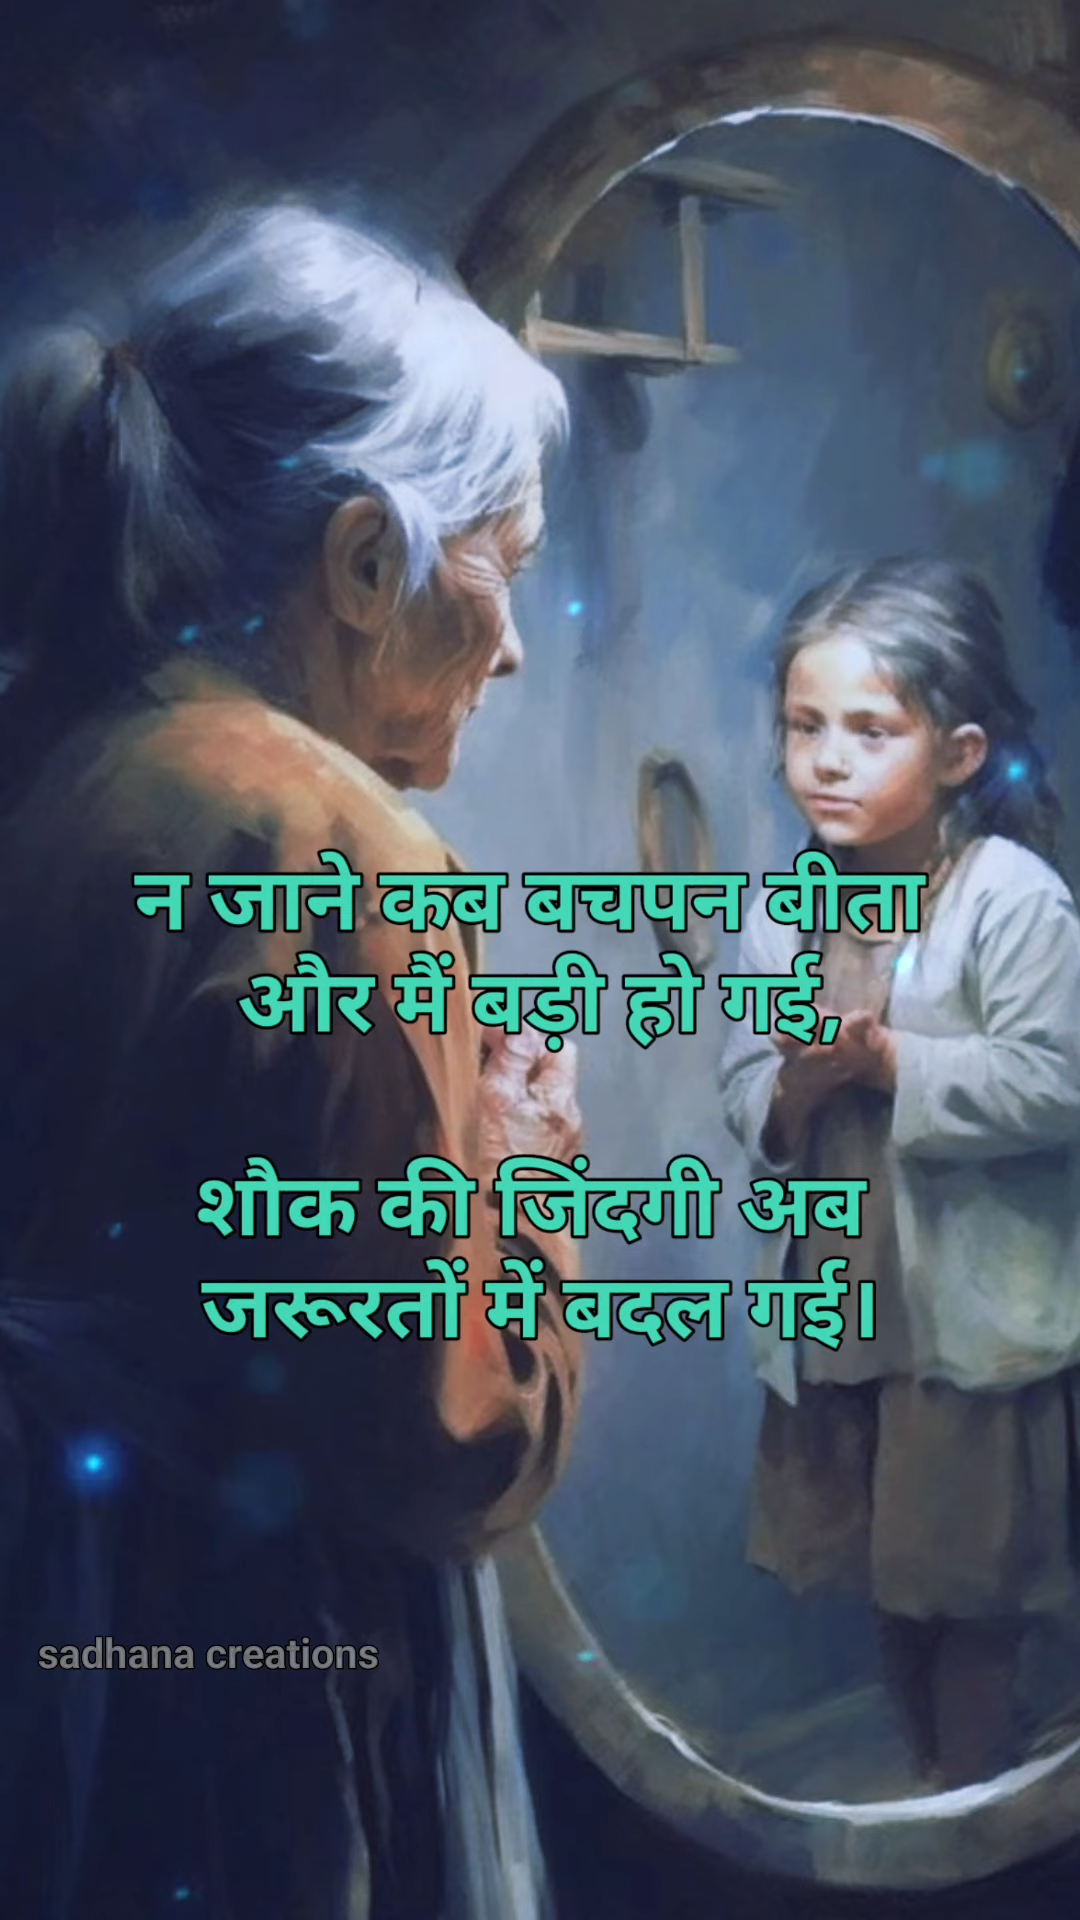 न जाने कब बचपन बीता
और मैं बड़ी हो गई,
शौक की जिंदगी अब
जरूरतों में बदल गई।
sadhana creations